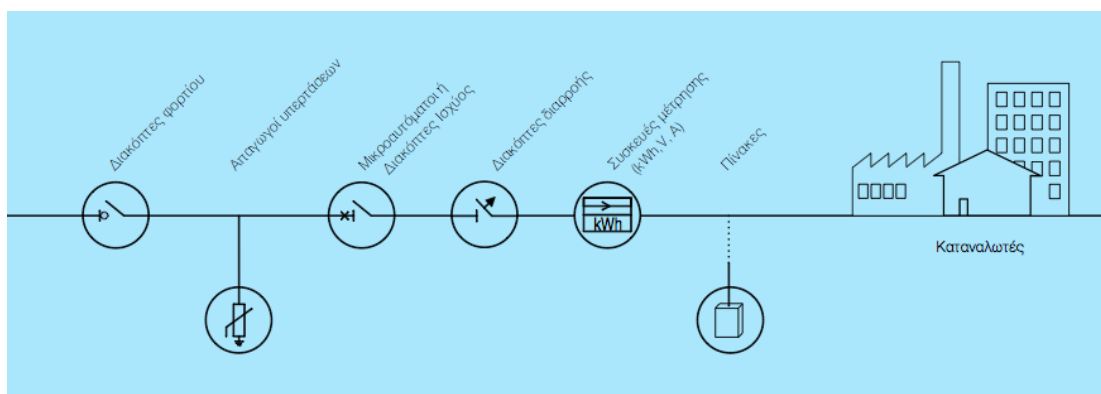 Διακόπτες φορτίου
Απαγωγοί υπερτάσεων
Μικροαυτόματοι ή
Διακόπτες Ισχύος
Διακόπτες διαρροής
Συσκευές μέτρησης
(kWh, V, A)
Πίνακες
kWh
Καταναλωτές